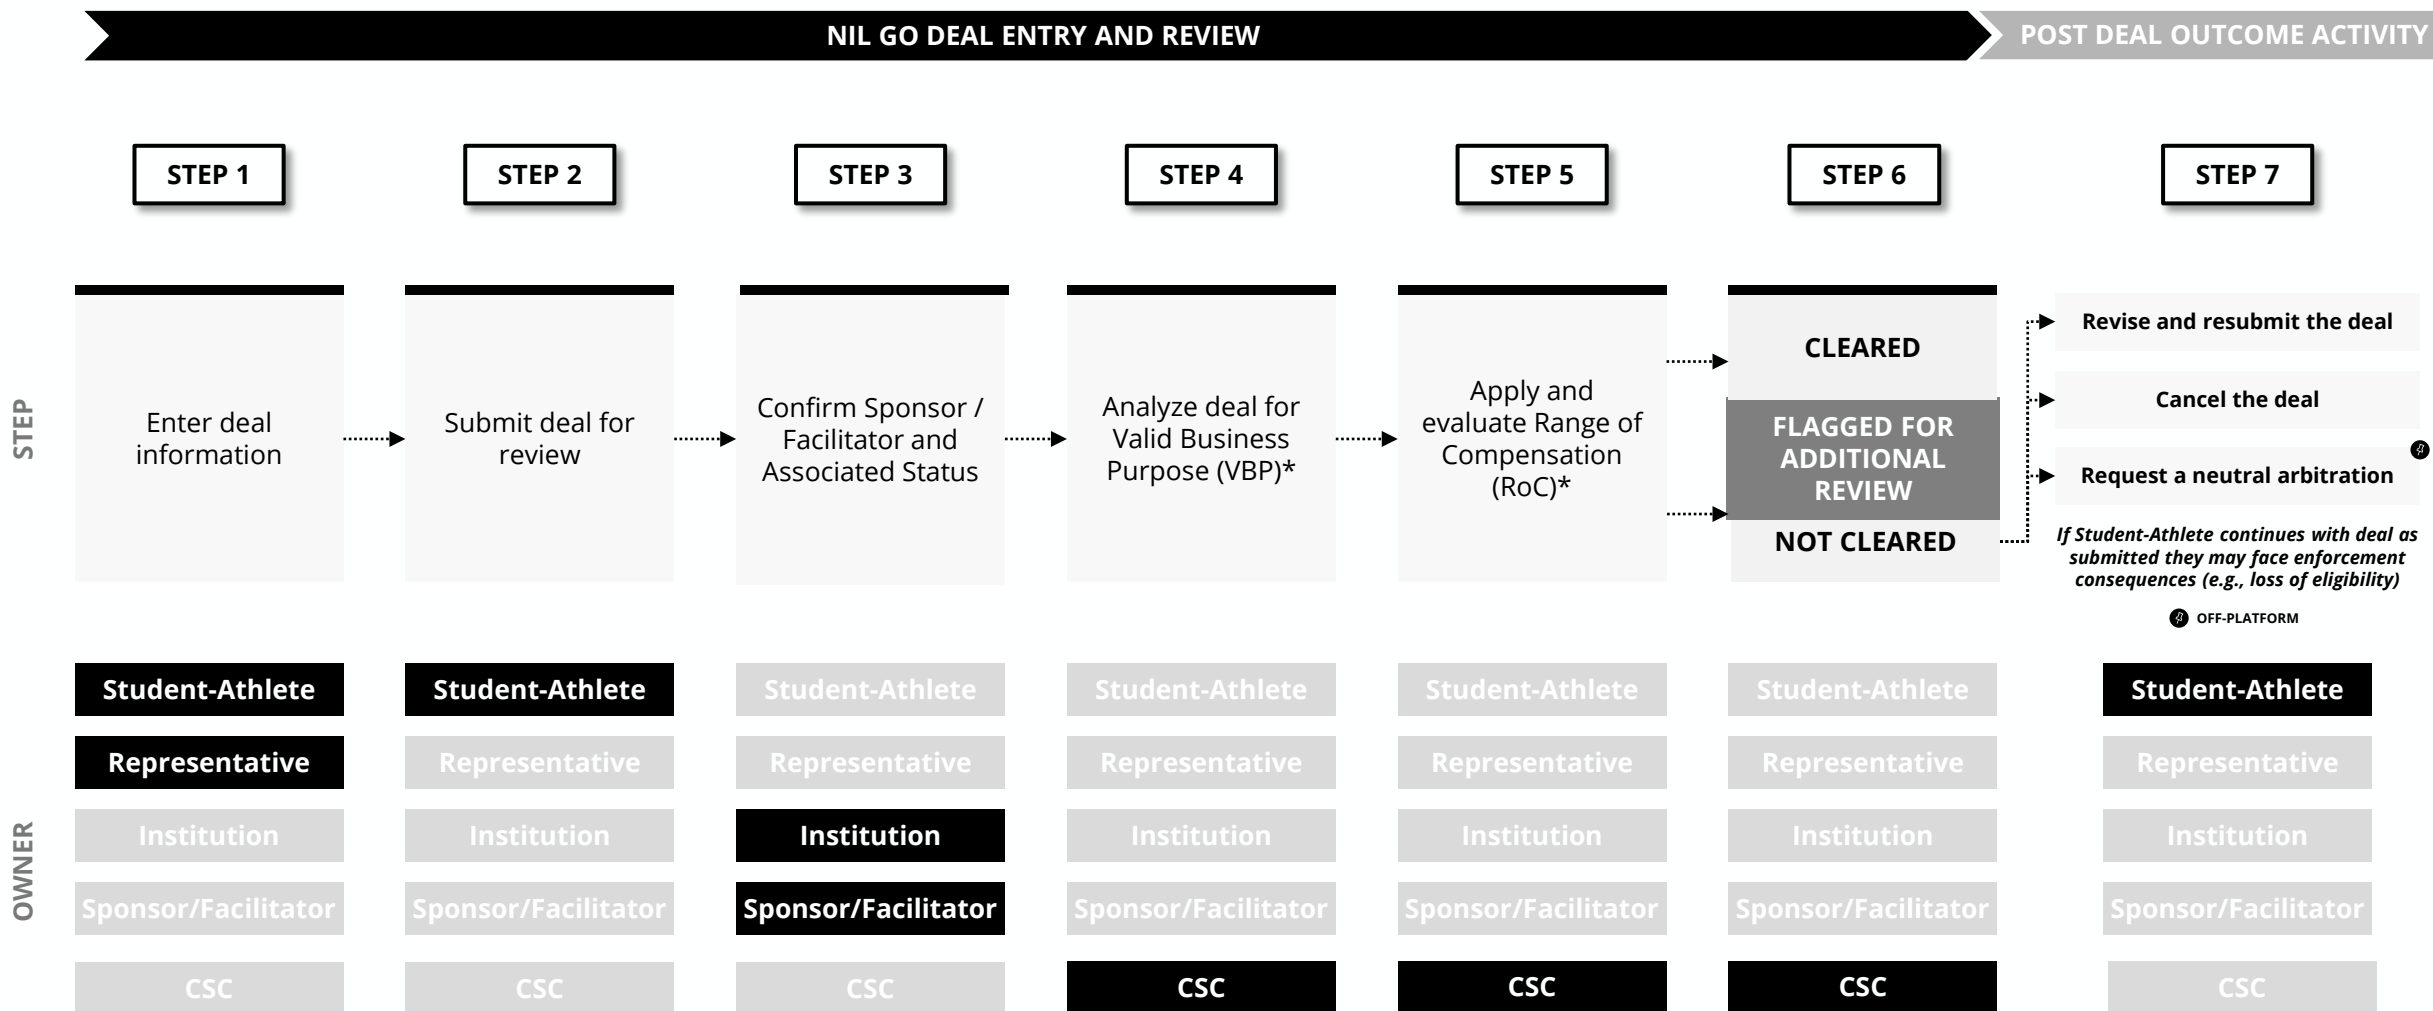 NIL GO DEAL ENTRY AND REVIEW
POST DEAL OUTCOME ACTIVITY
STEP 1
STEP 2
STEP 3
STEP 4
STEP 5
STEP 6
STEP 7
STEP
Enter deal
information
Submit deal for
review
Confirm Sponsor /
Facilitator and
Associated Status
Analyze deal for
Valid Business
Purpose (VBP)*
Apply and
evaluate Range of
Compensation
(RoC)*
CLEARED
FLAGGED FOR
ADDITIONAL
REVIEW
NOT CLEARED
Revise and resubmit the deal
Cancel the deal
Request a neutral arbitration
If Student-Athlete continues with deal as
submitted they may face enforcement
consequences (e.g., loss of eligibility)
OFF-PLATFORM
OWNER
Student-Athlete
Student-Athlete
Student-Athlete
Student-Athlete
Student-Athlete
Student-Athlete
Student-Athlete
Representative
Representative
Representative
Representative
Representative
Representative
Representative
Institution
Institution
Institution
Institution
Institution
Institution
Institution
Sponsor/Facilitator
Sponsor/Facilitator
Sponsor/Facilitator
Sponsor/Facilitator
Sponsor/Facilitator
Sponsor/Facilitator
Sponsor/Facilitator
CSC
CSC
CSC
CSC
CSC
CSC
CSC